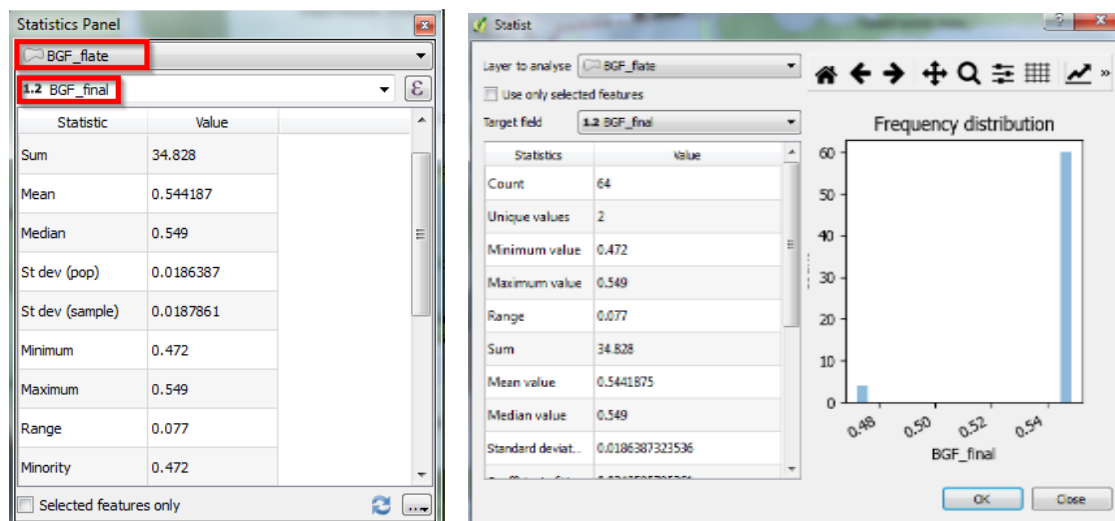 Statistics Panel
BGF_flate
1.2 BGF_final
ε
Statistic Value
Sum 34.828
Mean 0.544187
Median 0.549
St dev (pop) 0.0186387
St dev (sample) 0.0187861
Minimum 0.472
Maximum 0.549
Range 0.077
Minority 0.472
Selected features only
...
Statist
Layer to analyse BGF_flate
Use only selected features
Target field 1.2 BGF_final
Statistics Value
Count 64
Unique values 2
Minimum value 0.472
Maximum value 0.549
Range 0.077
Sum 34.828
Mean value 0.5441875
Median value 0.549
Standard deviat... 0.0186387323536
»
Frequency distribution
60
50
40
30
20
10
0
0.48 0.50 0.52 0.54
BGF_final
OK Close